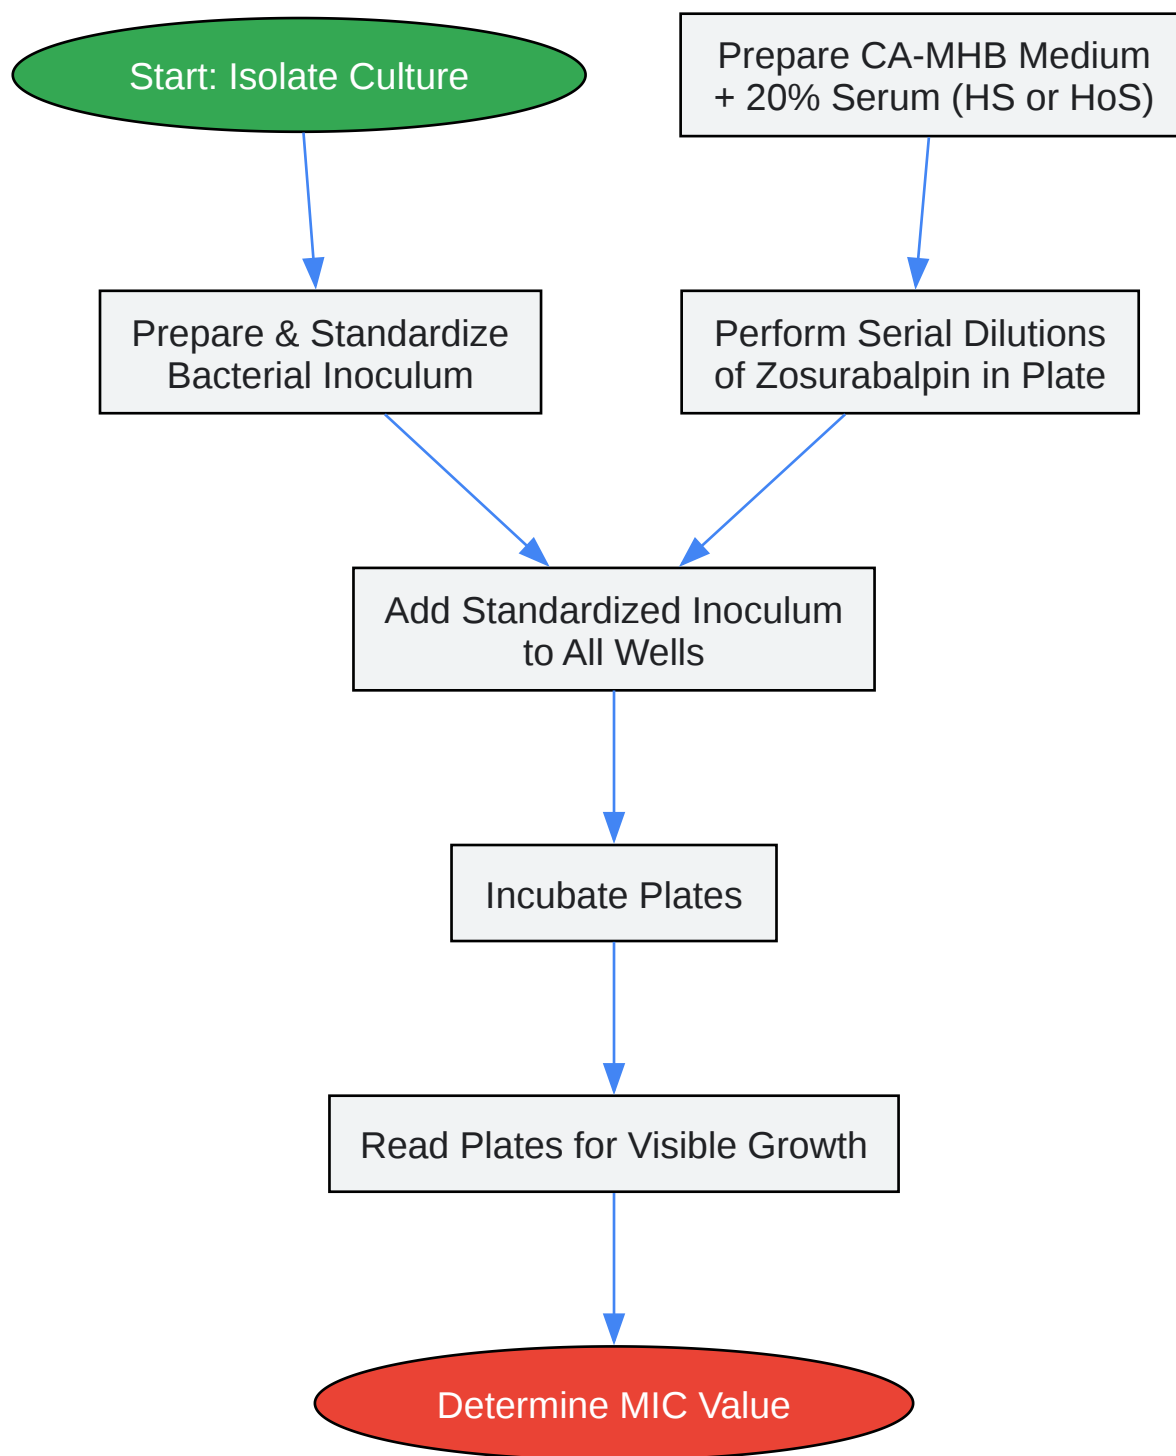 Start: Isolate Culture
Prepare CA-MHB Medium
+ 20% Serum (HS or HoS)
Prepare & Standardize
Bacterial Inoculum
Perform Serial Dilutions
of Zosurabalpin in Plate
Add Standardized Inoculum
to All Wells
Incubate Plates
Read Plates for Visible Growth
Determine MIC Value